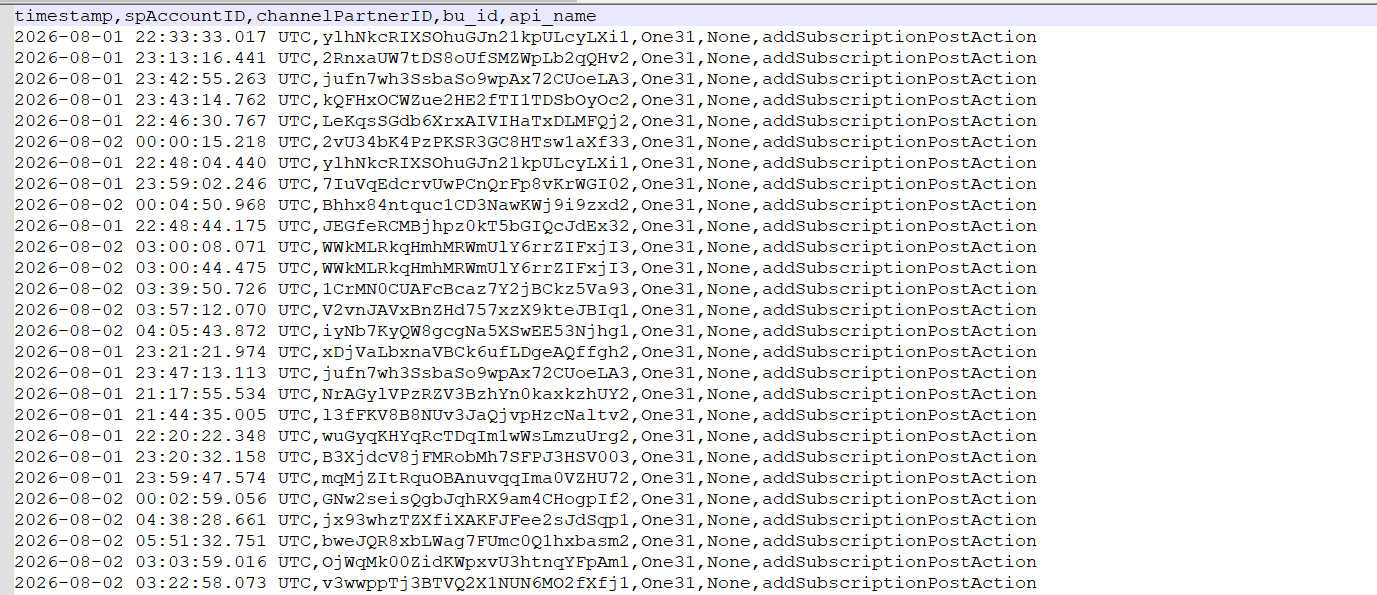 timestamp,spAccountID,channelPartnerID,bu_id,api_name
2026-08-01 22:33:33.017 UTC,ylhNkcRIXSOhuGJn21kpULcyLXi1,One31,None,addSubscriptionPostAction
2026-08-01 23:13:16.441 UTC,2RnxaUW7tDS8oUfSMZWpLb2qQHv2,One31,None,addSubscriptionPostAction
2026-08-01 23:42:55.263 UTC,jufn7wh3SsbaSo9wpAx72CUoeLA3,One31,None,addSubscriptionPostAction
2026-08-01 23:43:14.762 UTC,kQFHxOCWZue2HE2fTI1TDSbOyOc2,One31,None,addSubscriptionPostAction
2026-08-01 22:46:30.767 UTC,LeKqsSGdb6XrxAIVIHaTxDLMFQj2,One31,None,addSubscriptionPostAction
2026-08-02 00:00:15.218 UTC,2vU34bK4PzPKSR3GC8HTsw1aXf33,One31,None,addSubscriptionPostAction
2026-08-01 22:48:04.440 UTC,ylhNkcRIXSOhuGJn21kpULcyLXi1,One31,None,addSubscriptionPostAction
2026-08-01 23:59:02.246 UTC,7IuVqEdcrvUwPCnQrFp8vKrWGI02,One31,None,addSubscriptionPostAction
2026-08-02 00:04:50.968 UTC,Bhhx84ntquc1CD3NawKWj9i9zxd2,One31,None,addSubscriptionPostAction
2026-08-01 22:48:44.175 UTC,JEGfeRCMBjhpz0kT5bGIQcJdEx32,One31,None,addSubscriptionPostAction
2026-08-02 03:00:08.071 UTC,WWkMLRkqHmhMRWmUlY6rrZIFxjI3,One31,None,addSubscriptionPostAction
2026-08-02 03:00:44.475 UTC,WWkMLRkqHmhMRWmUlY6rrZIFxjI3,One31,None,addSubscriptionPostAction
2026-08-02 03:39:50.726 UTC,1CrMN0CUAFcBcaz7Y2jBCkz5Va93,One31,None,addSubscriptionPostAction
2026-08-02 03:57:12.070 UTC,V2vnJAVxBnZHd757xzX9kteJBIq1,One31,None,addSubscriptionPostAction
2026-08-02 04:05:43.872 UTC,iyNb7KyQW8gcgNa5XSwEE53Njhg1,One31,None,addSubscriptionPostAction
2026-08-01 23:21:21.974 UTC,xDjVaLbxnaVBCk6ufLDgeAQffgh2,One31,None,addSubscriptionPostAction
2026-08-01 23:47:13.113 UTC,jufn7wh3SsbaSo9wpAx72CUoeLA3,One31,None,addSubscriptionPostAction
2026-08-01 21:17:55.534 UTC,NrAGylVPzRZV3BzhYn0kaxkzhUY2,One31,None,addSubscriptionPostAction
2026-08-01 21:44:35.005 UTC,l3fFKV8B8NUv3JaQjvpHzcNaltv2,One31,None,addSubscriptionPostAction
2026-08-01 22:20:22.348 UTC,wuGyqKHYqRcTDqIm1wWsLmzuUrg2,One31,None,addSubscriptionPostAction
2026-08-01 23:20:32.158 UTC,B3XjdcV8jFMRobMh7SFPJ3HSV003,One31,None,addSubscriptionPostAction
2026-08-01 23:59:47.574 UTC,mqMjZItRquOBAnuvqqIma0VZHU72,One31,None,addSubscriptionPostAction
2026-08-02 00:02:59.056 UTC,GNw2seisQgbJqhRX9am4CHogpIf2,One31,None,addSubscriptionPostAction
2026-08-02 04:38:28.661 UTC,jx93whzTZXfiXAKFJFee2sJdSqp1,One31,None,addSubscriptionPostAction
2026-08-02 05:51:32.751 UTC,bweJQR8xbLWag7FUmc0Q1hxbasm2,One31,None,addSubscriptionPostAction
2026-08-02 03:03:59.016 UTC,OjWqMk00ZidKWpxvU3htnqYFpAm1,One31,None,addSubscriptionPostAction
2026-08-02 03:22:58.073 UTC,v3wwppTj3BTVQ2X1NUN6MO2fXfj1,One31,None,addSubscriptionPostAction